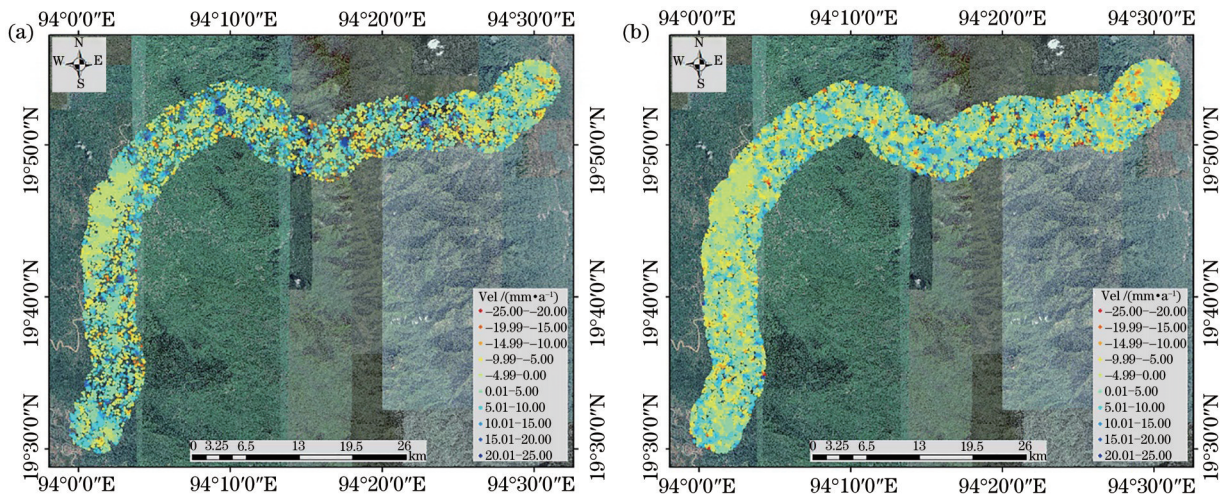 94°0′0″E 94°10′0″E 94°20′0″E 94°30′0″E
(a)
N
W E
S
19°50′0″N
19°40′0″N
19°30′0″N
19°50′0″N
19°40′0″N
19°30′0″N
Vel /(mm•a⁻¹)
−25.00–−20.00
−19.99–−15.00
−14.99–−10.00
−9.99–−5.00
−4.99–0.00
0.01–5.00
5.01–10.00
10.01–15.00
15.01–20.00
20.01–25.00
0 3.25 6.5 13 19.5 26
km
94°0′0″E 94°10′0″E 94°20′0″E 94°30′0″E
94°0′0″E 94°10′0″E 94°20′0″E 94°30′0″E
(b)
N
W E
S
19°50′0″N
19°40′0″N
19°30′0″N
19°50′0″N
19°40′0″N
19°30′0″N
Vel /(mm•a⁻¹)
−25.00–−20.00
−19.99–−15.00
−14.99–−10.00
−9.99–−5.00
−4.99–0.00
0.01–5.00
5.01–10.00
10.01–15.00
15.01–20.00
20.01–25.00
0 3.25 6.5 13 19.5 26
km
94°0′0″E 94°10′0″E 94°20′0″E 94°30′0″E